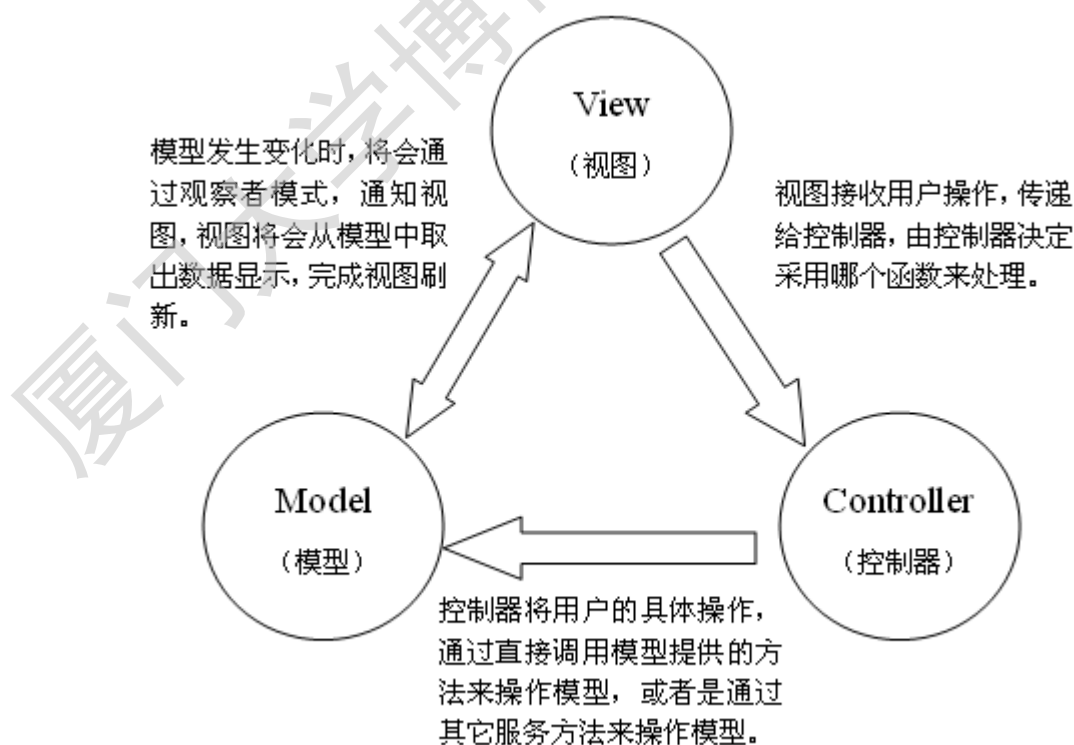 View
（视图）
模型发生变化时，将会通
过观察者模式，通知视
图，视图将会从模型中取
出数据显示，完成视图刷
新。
视图接收用户操作，传递
给控制器，由控制器决定
采用哪个函数来处理。
Model
（模型）
Controller
（控制器）
控制器将用户的具体操作，
通过直接调用模型提供的方
法来操作模型，或者是通过
其它服务方法来操作模型。
厦门大学博